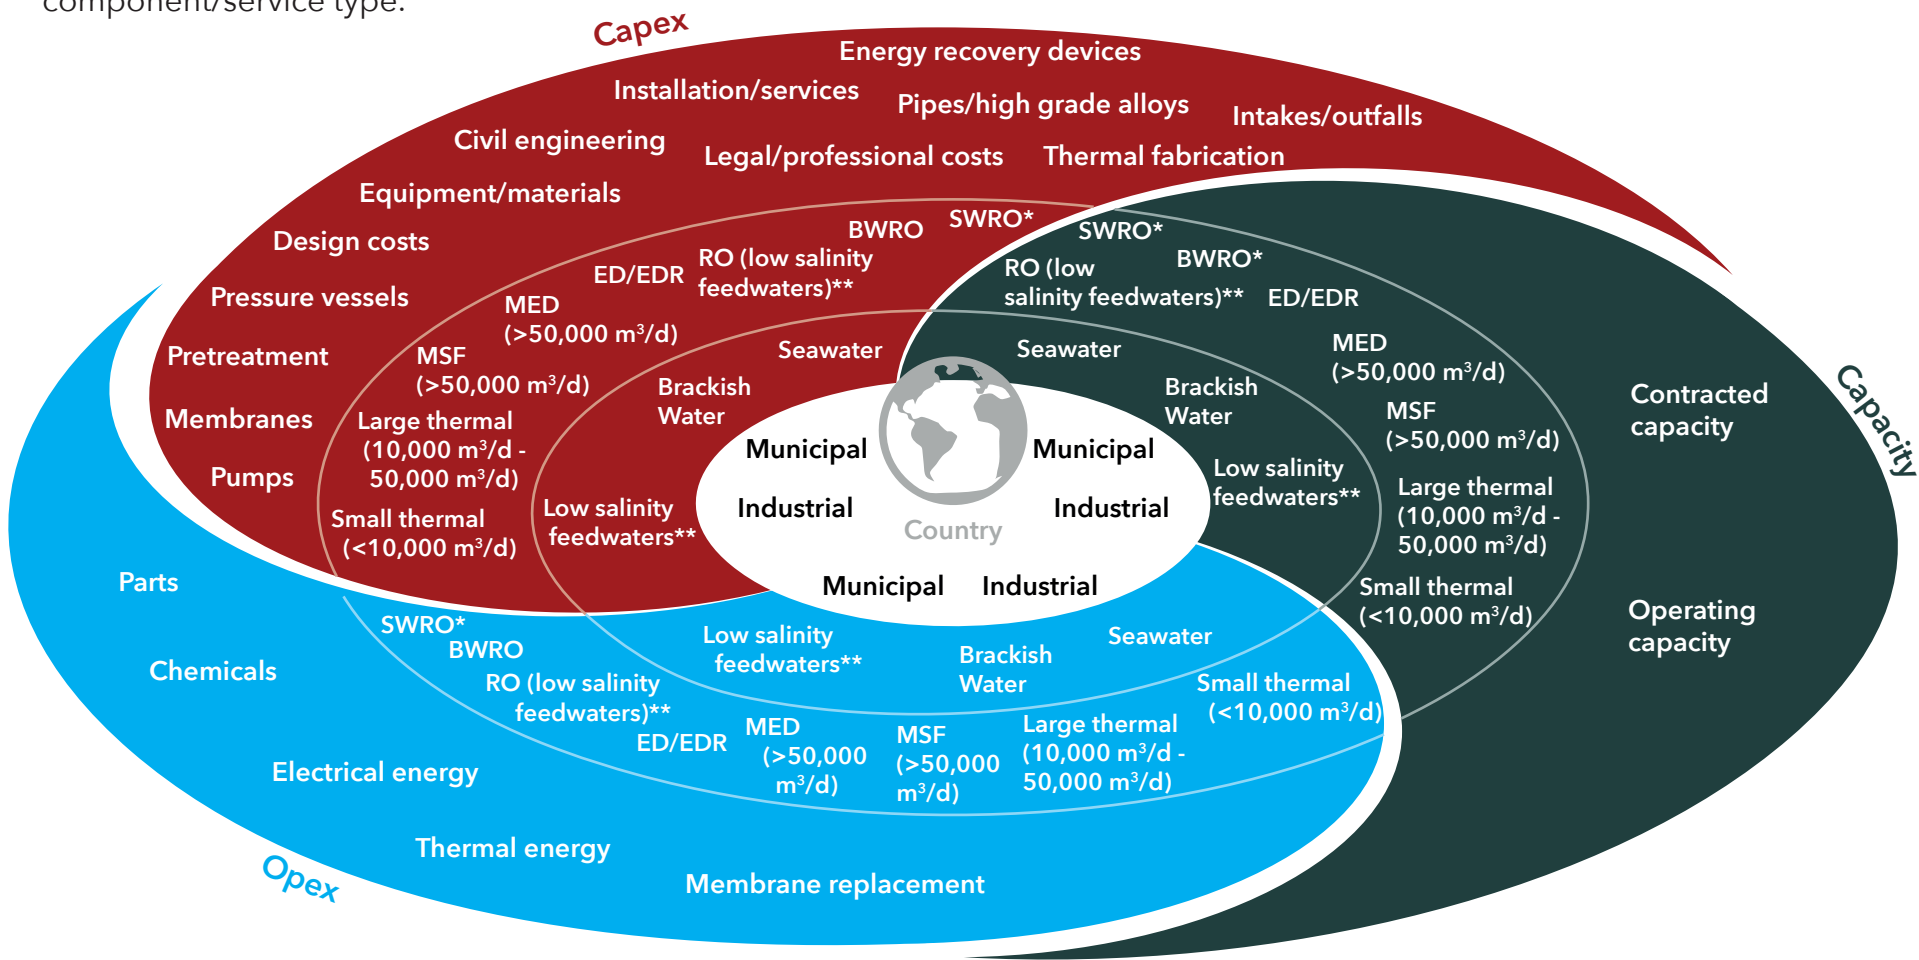 component/service type.
Capex
Energy recovery devices
Installation/services
Pipes/high grade alloys
Intakes/outfalls
Civil engineering
Legal/professional costs
Thermal fabrication
Equipment/materials
Design costs
Pressure vessels
Pretreatment
Membranes
Pumps
SWRO*
BWRO
RO (low salinity
feedwaters)**
ED/EDR
MED
(>50,000 m³/d)
MSF
(>50,000 m³/d)
Large thermal
(10,000 m³/d -
50,000 m³/d)
Small thermal
(<10,000 m³/d)
Seawater
Brackish
Water
Low salinity
feedwaters**
Municipal
Industrial
Capacity
SWRO*
BWRO*
RO (low
salinity feedwaters)**
ED/EDR
MED
(>50,000 m³/d)
MSF
(>50,000 m³/d)
Large thermal
(10,000 m³/d -
50,000 m³/d)
Small thermal
(<10,000 m³/d)
Seawater
Brackish
Water
Low salinity
feedwaters**
Municipal
Industrial
Contracted
capacity
Operating
capacity
Country
Municipal
Industrial
Low salinity
feedwaters**
Brackish
Water
Seawater
SWRO*
BWRO
RO (low salinity
feedwaters)**
ED/EDR
MED
(>50,000
m³/d)
MSF
(>50,000
m³/d)
Large thermal
(10,000 m³/d -
50,000 m³/d)
Small thermal
(<10,000 m³/d)
Parts
Chemicals
Electrical energy
Thermal energy
Membrane replacement
Opex